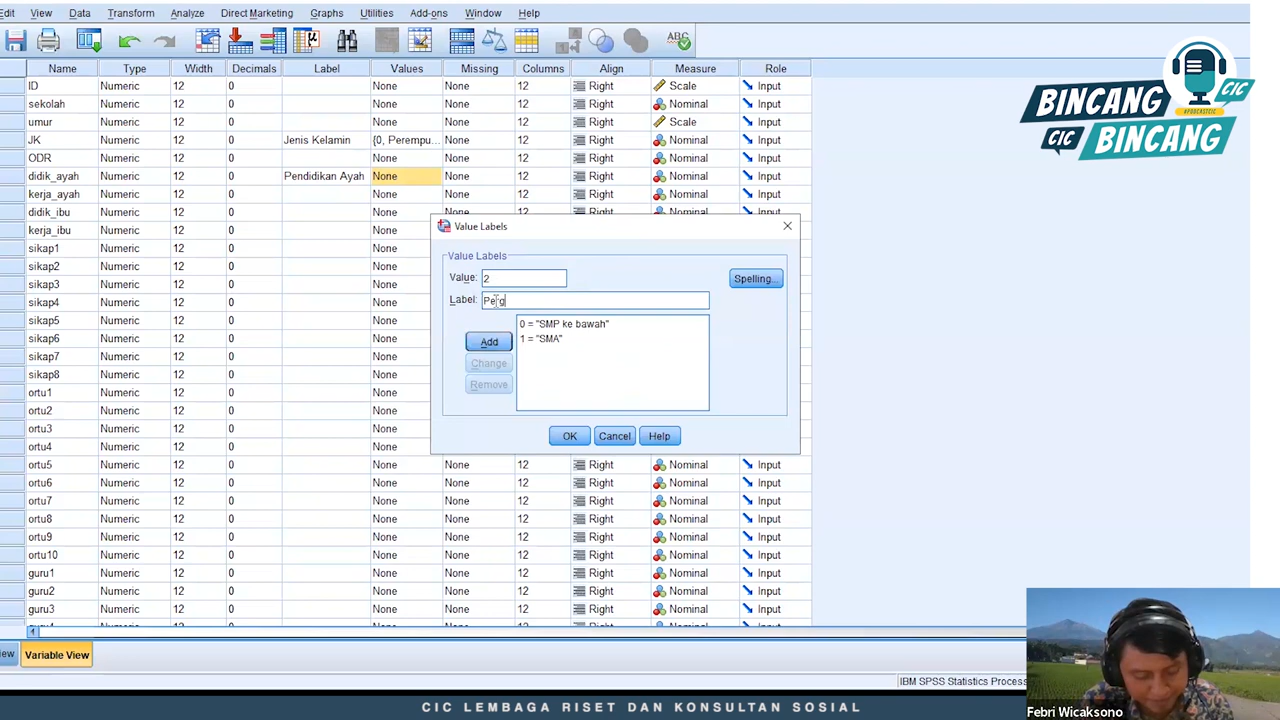 Edit View Data Transform Analyze Direct Marketing Graphs Utilities Add-ons Window Help
Name Type Width Decimals Label Values Missing Columns Align Measure Role
ID Numeric 12 0 None None 12 Right Scale Input
sekolah Numeric 12 0 None None 12 Right Nominal Input
umur Numeric 12 0 None None 12 Right Scale Input
JK Numeric 12 0 Jenis Kelamin {0, Perempu... None 12 Right Nominal Input
ODR Numeric 12 0 None None 12 Right Nominal Input
didik_ayah Numeric 12 0 Pendidikan Ayah None None 12 Right Nominal Input
kerja_ayah Numeric 12 0 None None 12 Right Nominal Input
didik_ibu Numeric 12 0 None None 12 Right Nominal Input
kerja_ibu Numeric 12 0 None
sikap1 Numeric 12 0 None
sikap2 Numeric 12 0 None
sikap3 Numeric 12 0 None
sikap4 Numeric 12 0 None
sikap5 Numeric 12 0 None
sikap6 Numeric 12 0 None
sikap7 Numeric 12 0 None
sikap8 Numeric 12 0 None
ortu1 Numeric 12 0 None
ortu2 Numeric 12 0 None
ortu3 Numeric 12 0 None
ortu4 Numeric 12 0 None
ortu5 Numeric 12 0 None None 12 Right Nominal Input
ortu6 Numeric 12 0 None None 12 Right Nominal Input
ortu7 Numeric 12 0 None None 12 Right Nominal Input
ortu8 Numeric 12 0 None None 12 Right Nominal Input
ortu9 Numeric 12 0 None None 12 Right Nominal Input
ortu10 Numeric 12 0 None None 12 Right Nominal Input
guru1 Numeric 12 0 None None 12 Right Nominal Input
guru2 Numeric 12 0 None None 12 Right Nominal Input
guru3 Numeric 12 0 None None 12 Right Nominal Input
Value Labels
Value Labels
Value: 2
Spelling...
Label:
0 = "SMP ke bawah"
1 = "SMA"
Add
Change
Remove
OK Cancel Help
Variable View
IBM SPSS Statistics Process
BINCANG CIC
#PODCASTCIC
CIC BINCANG
Febri Wicaksono
CIC LEMBAGA RISET DAN KONSULTAN SOSIAL